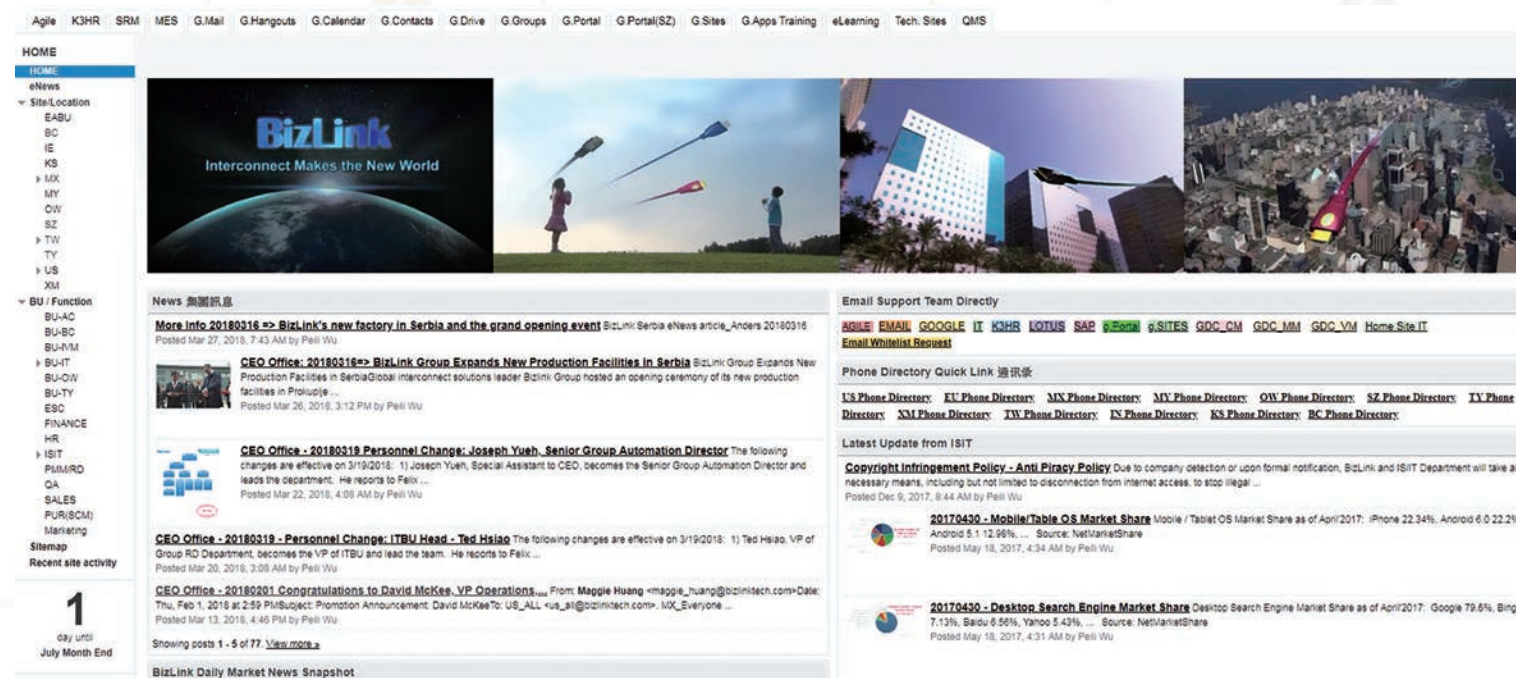 Agile K3HR SRM MES G.Mail G.Hangouts G.Calendar G.Contacts G.Drive G.Groups G.Portal G.Portal(SZ) G.Sites G.Apps Training eLearning Tech. Sites QMS
HOME
HOME
eNews
Site/Location
EABU
BC
IE
KS
MX
MY
OW
SZ
TW
TY
US
XM
BU / Function
BU-AC
BU-BC
BU-IVM
BU-IT
BU-OW
BU-TY
ESC
FINANCE
HR
ISIT
PMM/RD
QA
SALES
PUR(SCM)
Marketing
Sitemap
Recent site activity
1
day until
July Month End
BizLink
Interconnect Makes the New World
News 集團訊息
More Info 20180316 => BizLink's new factory in Serbia and the grand opening event BizLink Serbia eNews article_Anders 20180316
Posted Mar 27, 2018, 7:43 AM by Peili Wu
CEO Office: 20180316=> BizLink Group Expands New Production Facilities in Serbia BizLink Group Expands New
Production Facilities in SerbiaGlobal interconnect solutions leader Bizlink Group hosted an opening ceremony of its new production
facilities in Prokuplje ...
Posted Mar 26, 2018, 3:12 PM by Peili Wu
CEO Office - 20180319 Personnel Change: Joseph Yueh, Senior Group Automation Director The following
changes are effective on 3/19/2018: 1) Joseph Yueh, Special Assistant to CEO, becomes the Senior Group Automation Director and
leads the department. He reports to Felix ...
Posted Mar 22, 2018, 4:08 AM by Peili Wu
CEO Office - 20180319 - Personnel Change: ITBU Head - Ted Hsiao The following changes are effective on 3/19/2018: 1) Ted Hsiao, VP of
Group RD Department, becomes the VP of ITBU and lead the team. He reports to Felix ...
Posted Mar 20, 2018, 3:08 AM by Peili Wu
CEO Office - 20180201 Congratulations to David McKee, VP Operations.... From: Maggie Huang <maggie_huang@bizlinktech.com>Date:
Thu, Feb 1, 2018 at 2:59 PMSubject: Promotion Announcement: David McKeeTo: US_ALL <us_all@bizlinktech.com>, MX_Everyone ...
Posted Mar 13, 2018, 4:46 PM by Peili Wu
Showing posts 1 - 5 of 77. View more »
BizLink Daily Market News Snapshot
Email Support Team Directly
AGILE EMAIL GOOGLE IT K3HR LOTUS SAP g.Portal g.SITES GDC_CM GDC_MM GDC_VM Home Site IT
Email Whitelist Request
Phone Directory Quick Link 通讯录
US Phone Directory EU Phone Directory MX Phone Directory MY Phone Directory OW Phone Directory SZ Phone Directory TY Phone
Directory XM Phone Directory TW Phone Directory IN Phone Directory KS Phone Directory BC Phone Directory
Latest Update from ISIT
Copyright Infringement Policy - Anti Piracy Policy Due to company detection or upon formal notification, BizLink and IS/IT Department will take a
necessary means, including but not limited to disconnection from internet access, to stop illegal ...
Posted Dec 9, 2017, 8:44 AM by Peili Wu
20170430 - Mobile/Table OS Market Share Mobile / Tablet OS Market Share as of April'2017: iPhone 22.34%, Android 6.0 22.2%
Android 5.1 12.98%, ... Source: NetMarketShare
Posted May 18, 2017, 4:34 AM by Peili Wu
20170430 - Desktop Search Engine Market Share Desktop Search Engine Market Share as of April'2017: Google 79.6%, Bing
7.13%, Baidu 6.56%, Yahoo 5.43%, ... Source: NetMarketShare
Posted May 18, 2017, 4:31 AM by Peili Wu